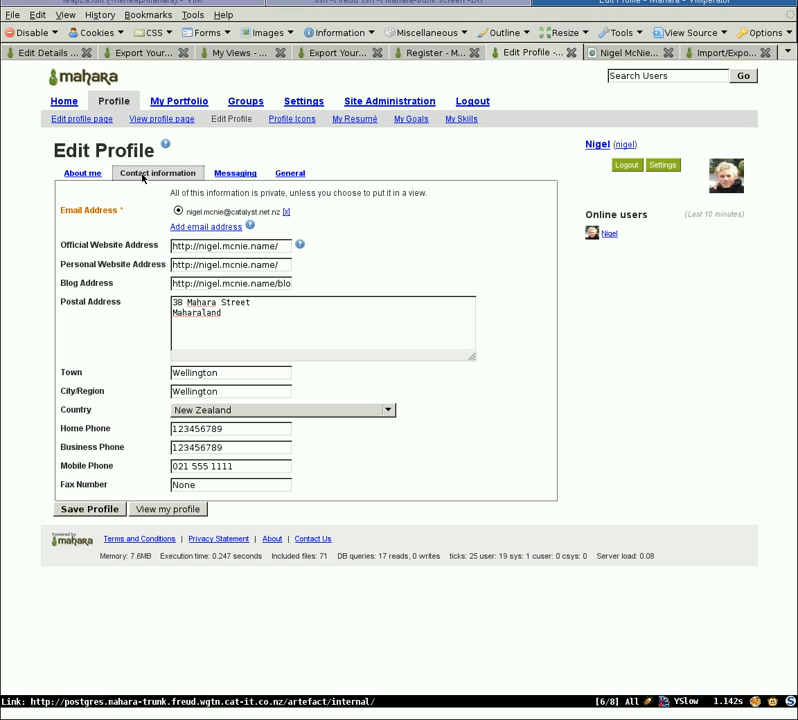 Edit Profile - Mahara - Vimperator
File Edit View History Bookmarks Tools Help
Disable Cookies CSS Forms Images Information Miscellaneous Outline Resize Tools View Source Options
Edit Details ... Export Your... My Views - ... Export Your... Register - M... Edit Profile -... Nigel McNie... Import/Expo...
mahara
Search Users Go
Home Profile My Portfolio Groups Settings Site Administration Logout
Edit profile page View profile page Edit Profile Profile Icons My Resumé My Goals My Skills
Edit Profile ?
Nigel (nigel)
Logout Settings
About me Contact information Messaging General
All of this information is private, unless you choose to put it in a view.
Email Address * nigel.mcnie@catalyst.net.nz [x]
Add email address ?
Online users (Last 10 minutes)
Nigel
Official Website Address http://nigel.mcnie.name/ ?
Personal Website Address http://nigel.mcnie.name/
Blog Address http://nigel.mcnie.name/blo
Postal Address 38 Mahara Street
Maharaland
Town Wellington
City/Region Wellington
Country New Zealand
Home Phone 123456789
Business Phone 123456789
Mobile Phone 021 555 1111
Fax Number None
Save Profile View my profile
Powered by
mahara
Terms and Conditions | Privacy Statement | About | Contact Us
Memory: 7.6MB Execution time: 0.247 seconds Included files: 71 DB queries: 17 reads, 0 writes ticks: 25 user: 19 sys: 1 cuser: 0 csys: 0 Server load: 0.08
Link: http://postgres.mahara-trunk.freud.wgtn.cat-it.co.nz/artefact/internal/ [6/8] All YSlow 1.142s